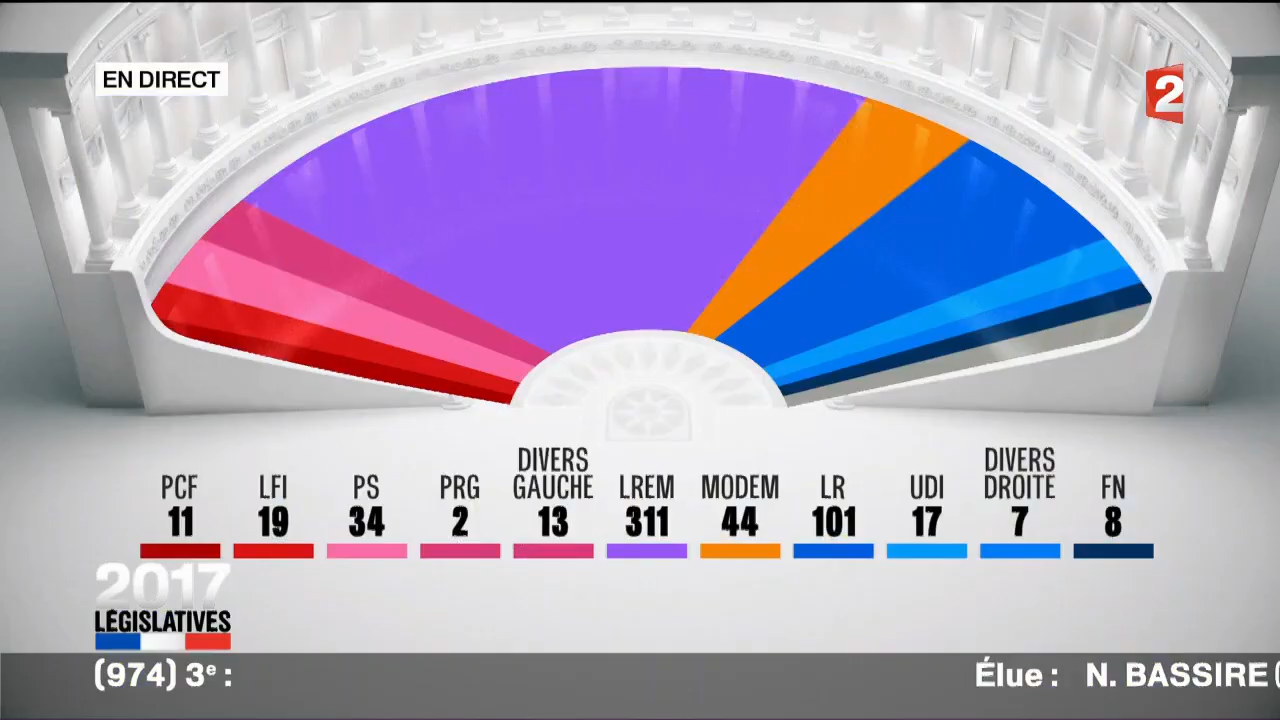 EN DIRECT
2
DIVERS DIVERS
PCF LFI PS PRG GAUCHE LREM MODEM LR UDI DROITE FN
11 19 34 2 13 311 44 101 17 7 8
2017
LÉGISLATIVES
(974) 3e : Élue : N. BASSIRE (